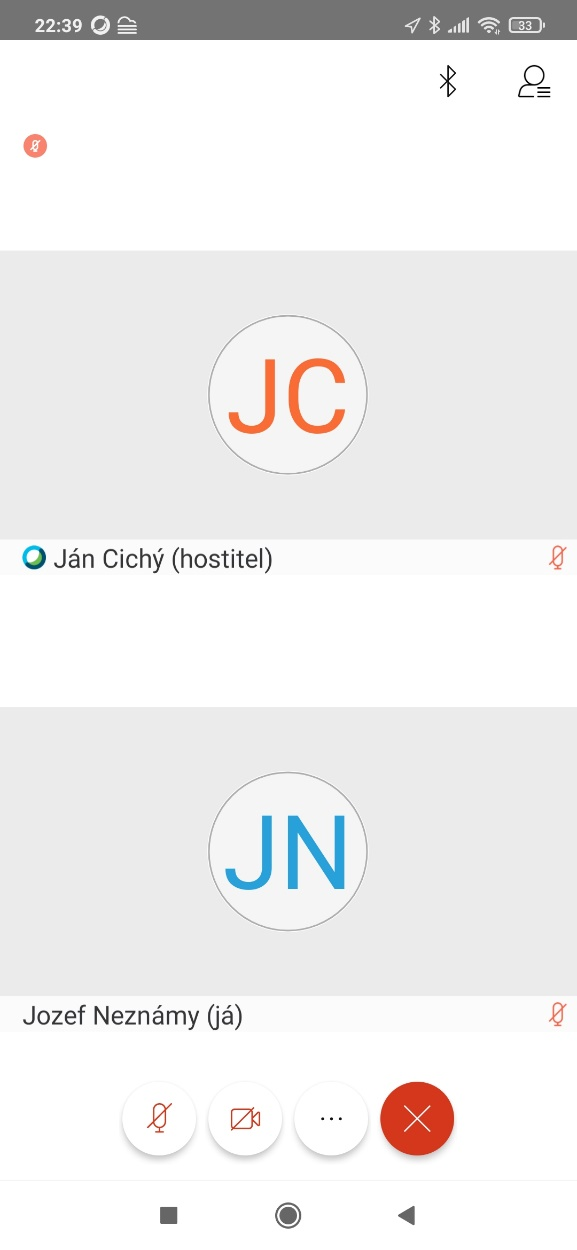 22:39
33
JC
Ján Cichý (hostitel)
JN
Jozef Neznámy (já)